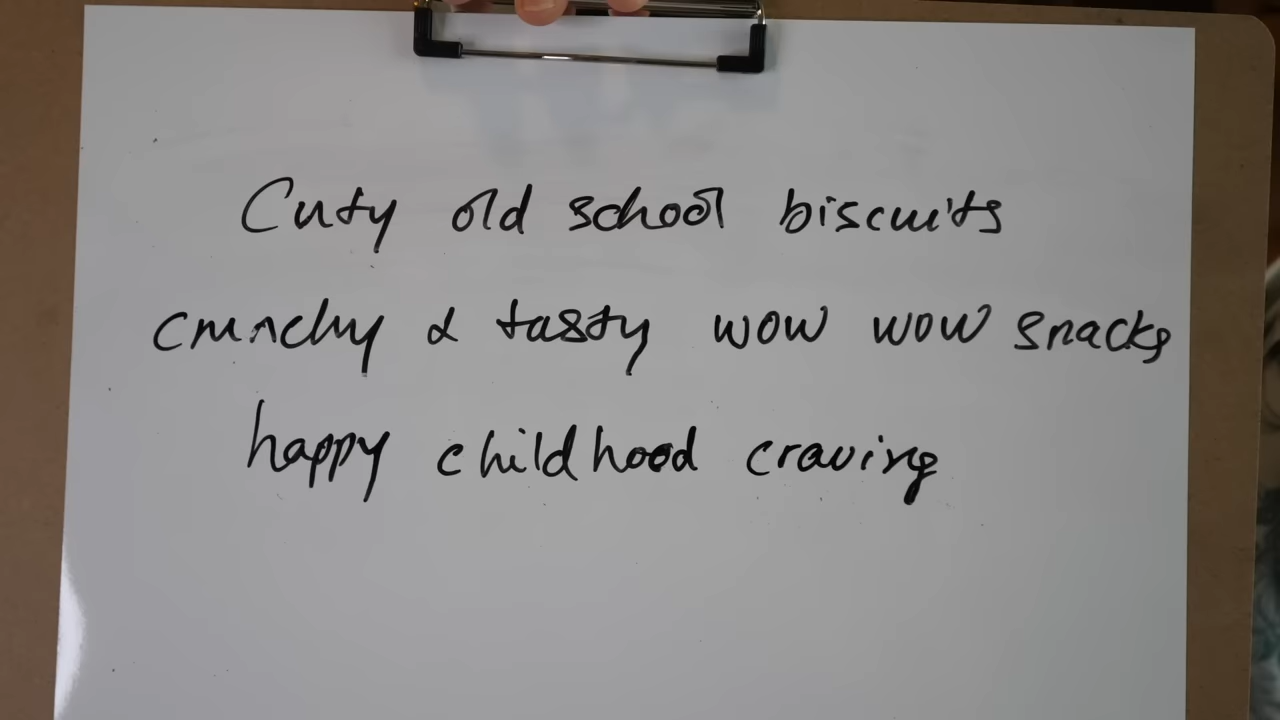 Cuty old school biscuits
crunchy & tasty wow wow snacks
happy childhood craving